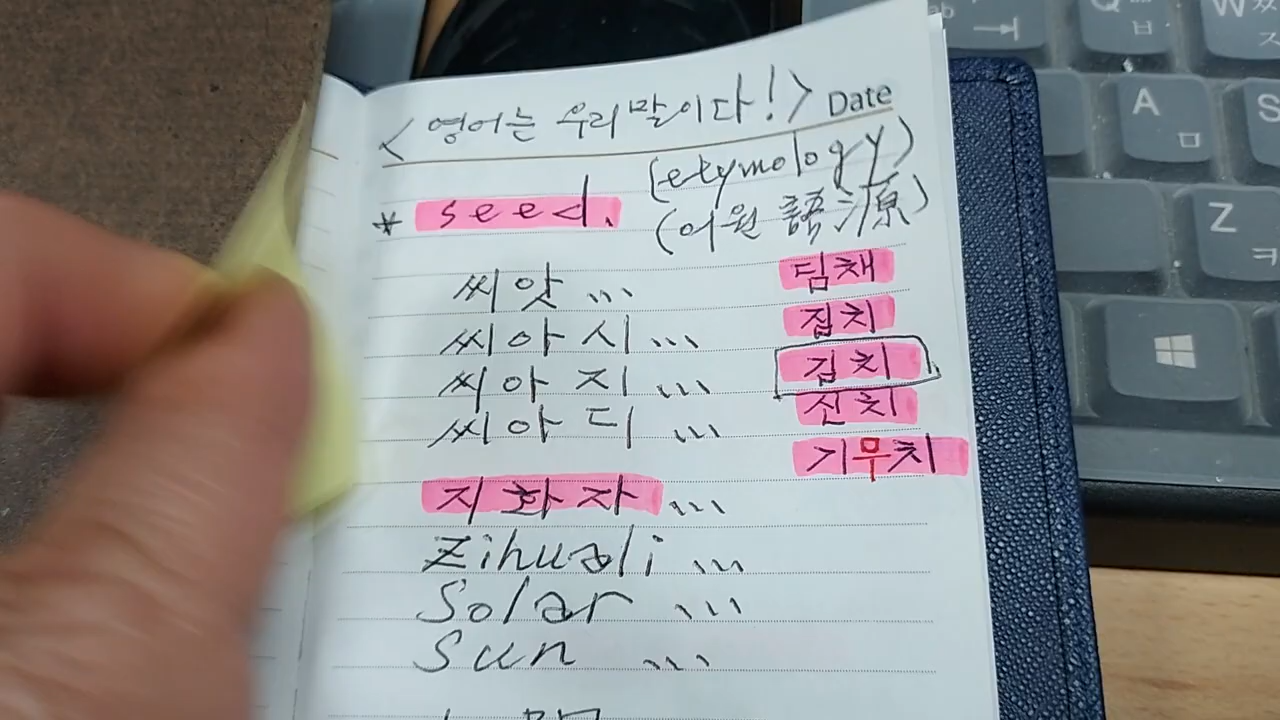 <영어는 우리말이다!> Date
(etymology)
* seed. (어원 語源)
씨앗 ... 딤채
씨아시 ... 짐치
씨아지 ... 김치
씨아디 ... 신치
기무치
지화자 ...
Zihuali ...
Solar ...
Sun ...
Q ㅂ
W ㅈ
A ㅁ
S
Z ㅋ